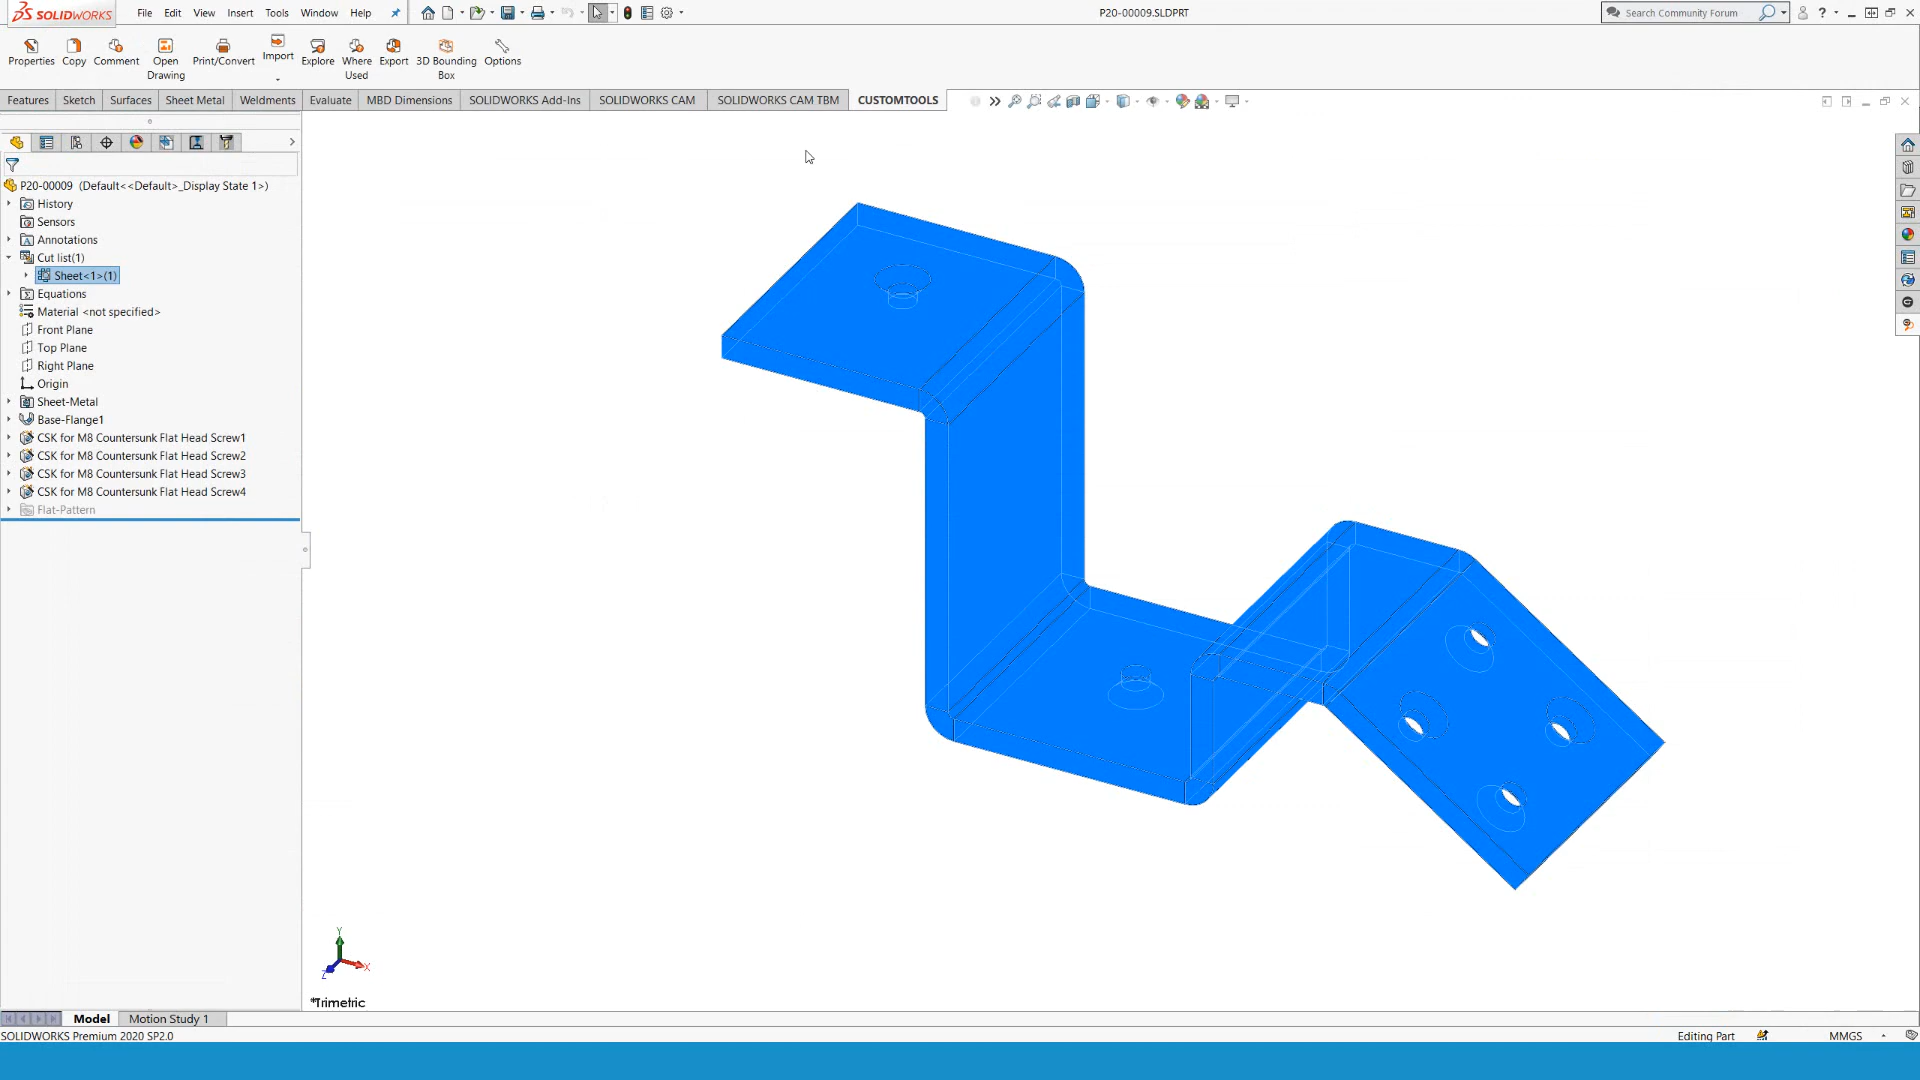 SOLIDWORKS File Edit View Insert Tools Window Help P20-00009.SLDPRT Search Community Forum ?
Properties Copy Comment Open Drawing Print/Convert Import Explore Where Used Export 3D Bounding Box Options
Features Sketch Surfaces Sheet Metal Weldments Evaluate MBD Dimensions SOLIDWORKS Add-Ins SOLIDWORKS CAM SOLIDWORKS CAM TBM CUSTOMTOOLS
P20-00009 (Default<<Default>_Display State 1>)
History
Sensors
Annotations
Cut list(1)
Sheet<1>(1)
Equations
Material <not specified>
Front Plane
Top Plane
Right Plane
Origin
Sheet-Metal
Base-Flange1
CSK for M8 Countersunk Flat Head Screw1
CSK for M8 Countersunk Flat Head Screw2
CSK for M8 Countersunk Flat Head Screw3
CSK for M8 Countersunk Flat Head Screw4
Flat-Pattern
Y
X
Z
*Trimetric
Model Motion Study 1
SOLIDWORKS Premium 2020 SP2.0 Editing Part MMGS